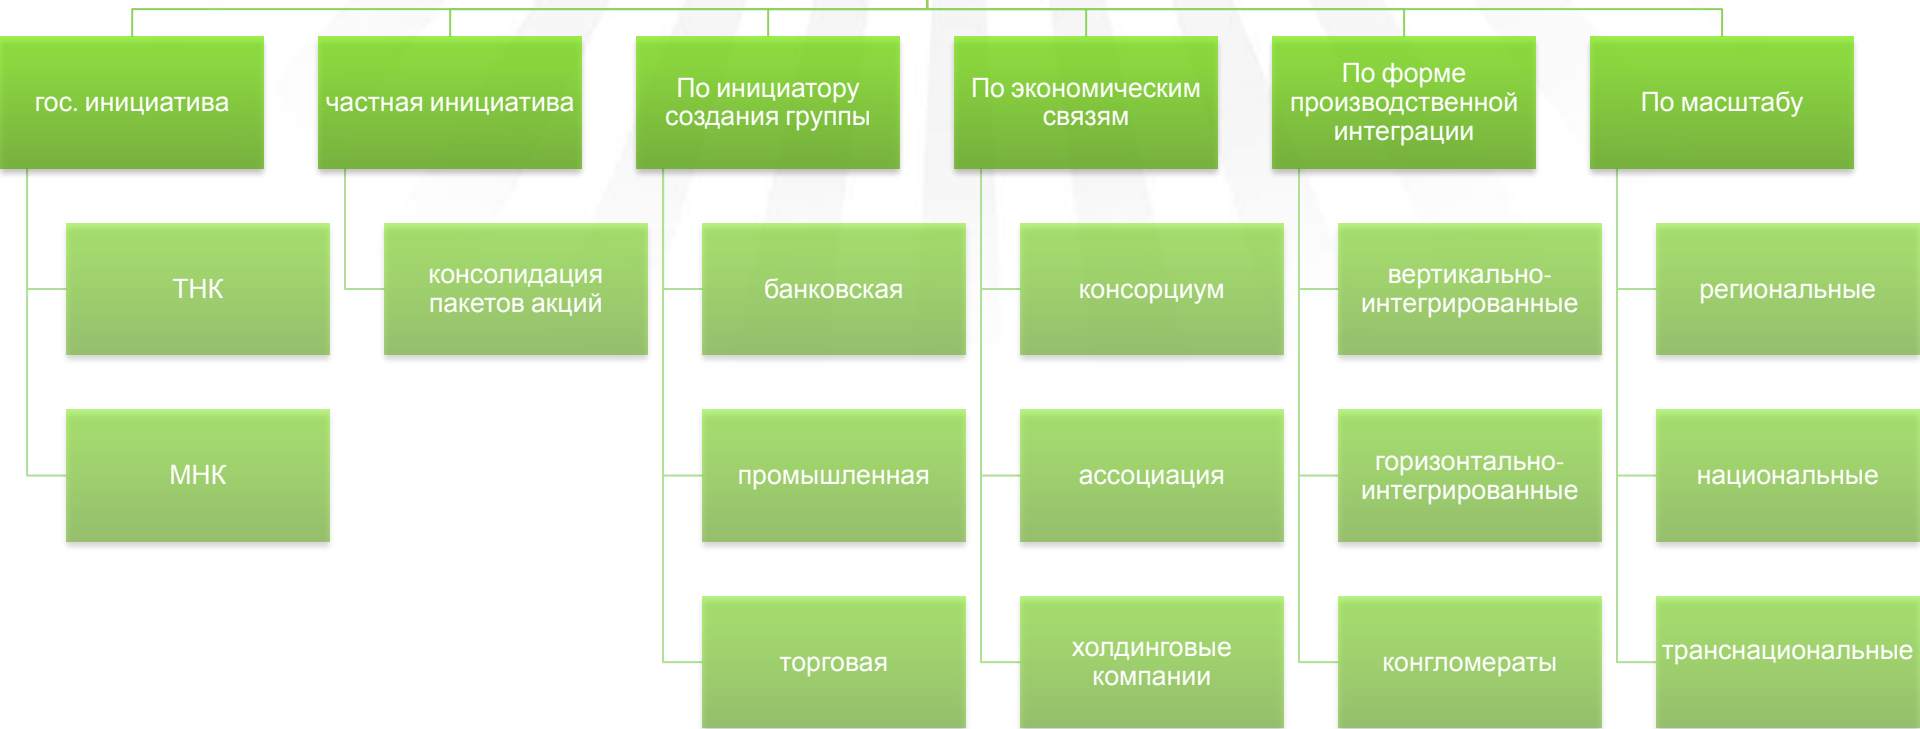 гос. инициатива
частная инициатива
По инициатору
создания группы
По экономическим
связям
По форме
производственной
интеграции
По масштабу
ТНК
консолидация
пакетов акций
банковская
консорциум
вертикально-
интегрированные
региональные
МНК
промышленная
ассоциация
горизонтально-
интегрированные
национальные
торговая
холдинговые
компании
конгломераты
транснациональные